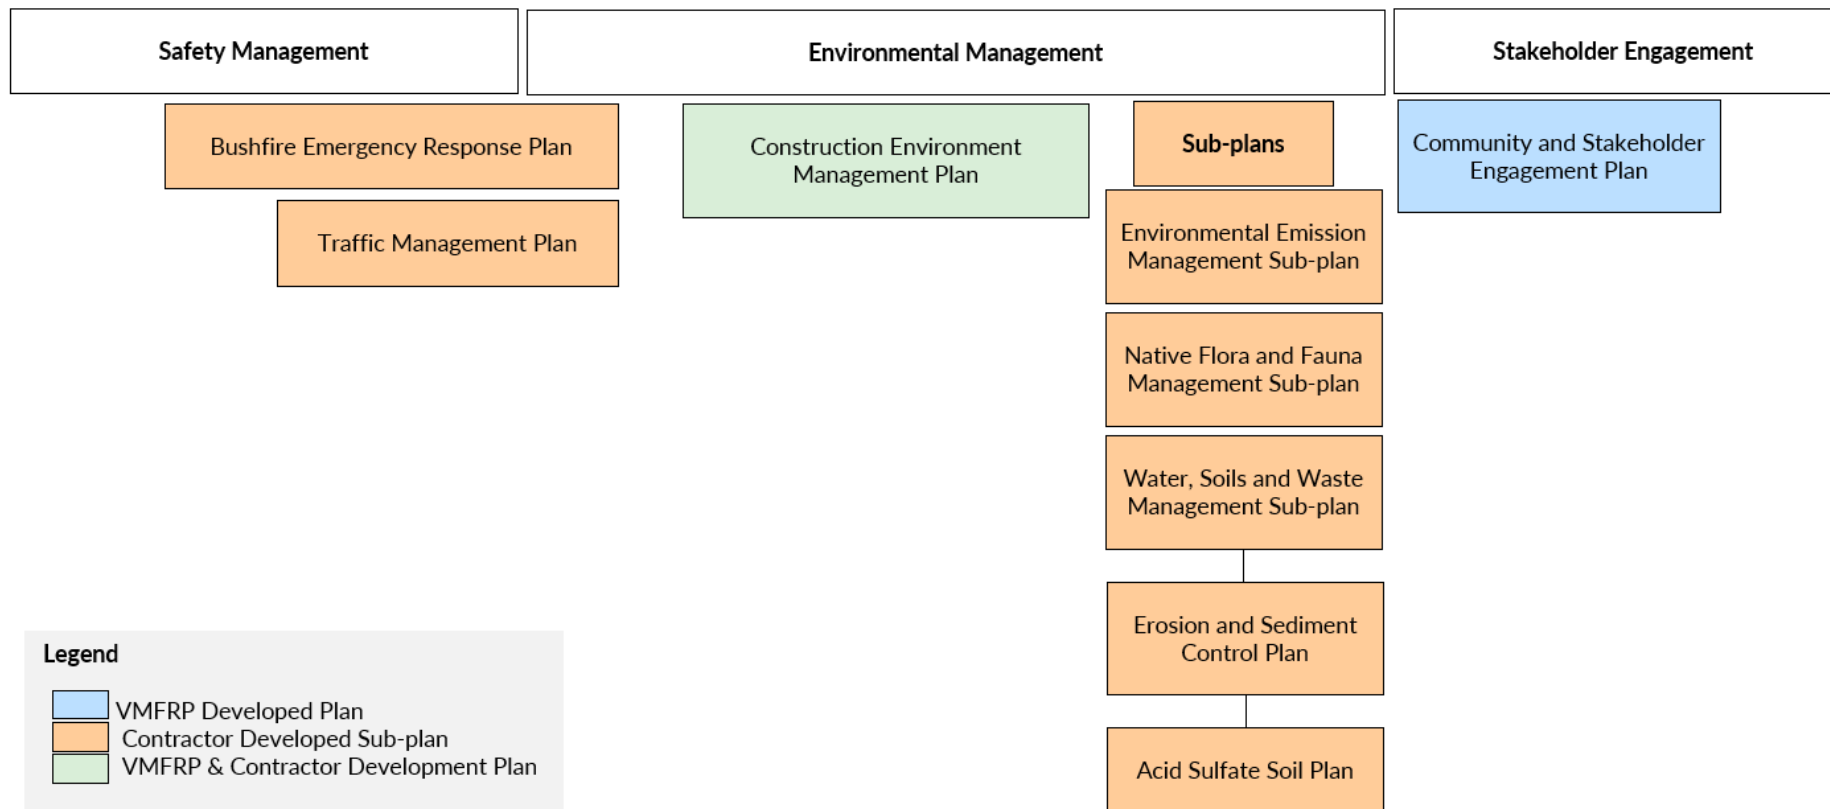 Safety Management
Environmental Management
Stakeholder Engagement
Bushfire Emergency Response Plan
Traffic Management Plan
Construction Environment
Management Plan
Sub-plans
Environmental Emission
Management Sub-plan
Native Flora and Fauna
Management Sub-plan
Water, Soils and Waste
Management Sub-plan
Erosion and Sediment
Control Plan
Acid Sulfate Soil Plan
Community and Stakeholder
Engagement Plan
Legend
VMFRP Developed Plan
Contractor Developed Sub-plan
VMFRP & Contractor Development Plan